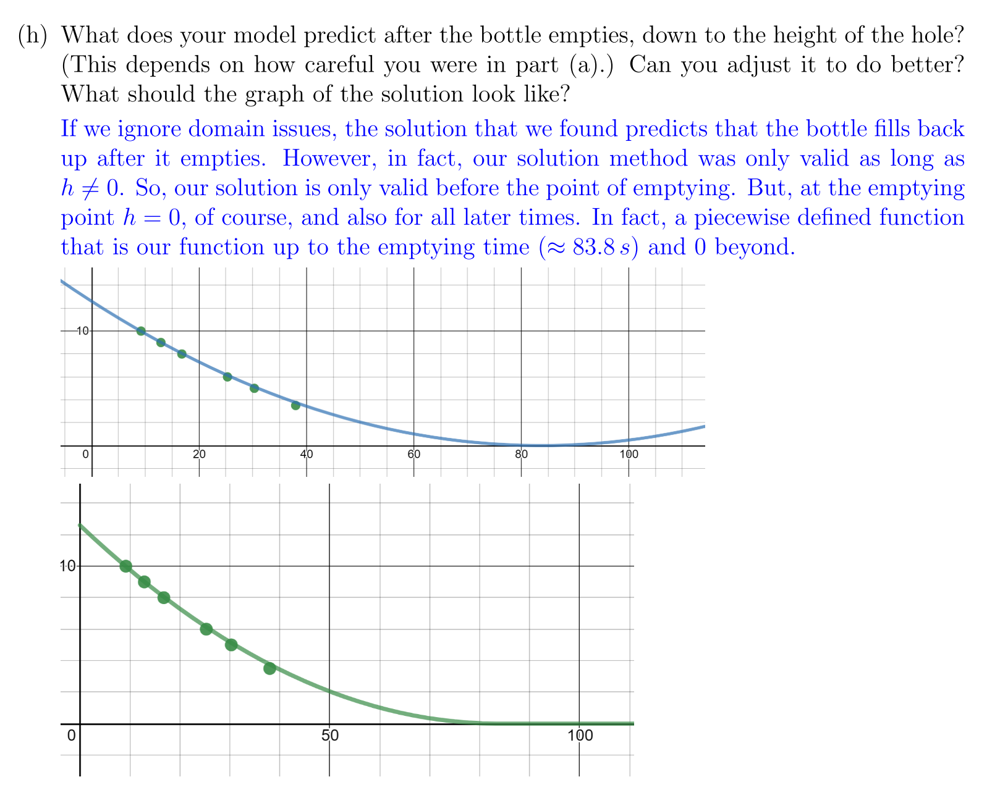 (h) What does your model predict after the bottle empties, down to the height of the hole?
(This depends on how careful you were in part (a).) Can you adjust it to do better?
What should the graph of the solution look like?
If we ignore domain issues, the solution that we found predicts that the bottle fills back
up after it empties. However, in fact, our solution method was only valid as long as
h ≠ 0. So, our solution is only valid before the point of emptying. But, at the emptying
point h = 0, of course, and also for all later times. In fact, a piecewise defined function
that is our function up to the emptying time (≈ 83.8 s) and 0 beyond.
10
0 20 40 60 80 100
10
0 50 100